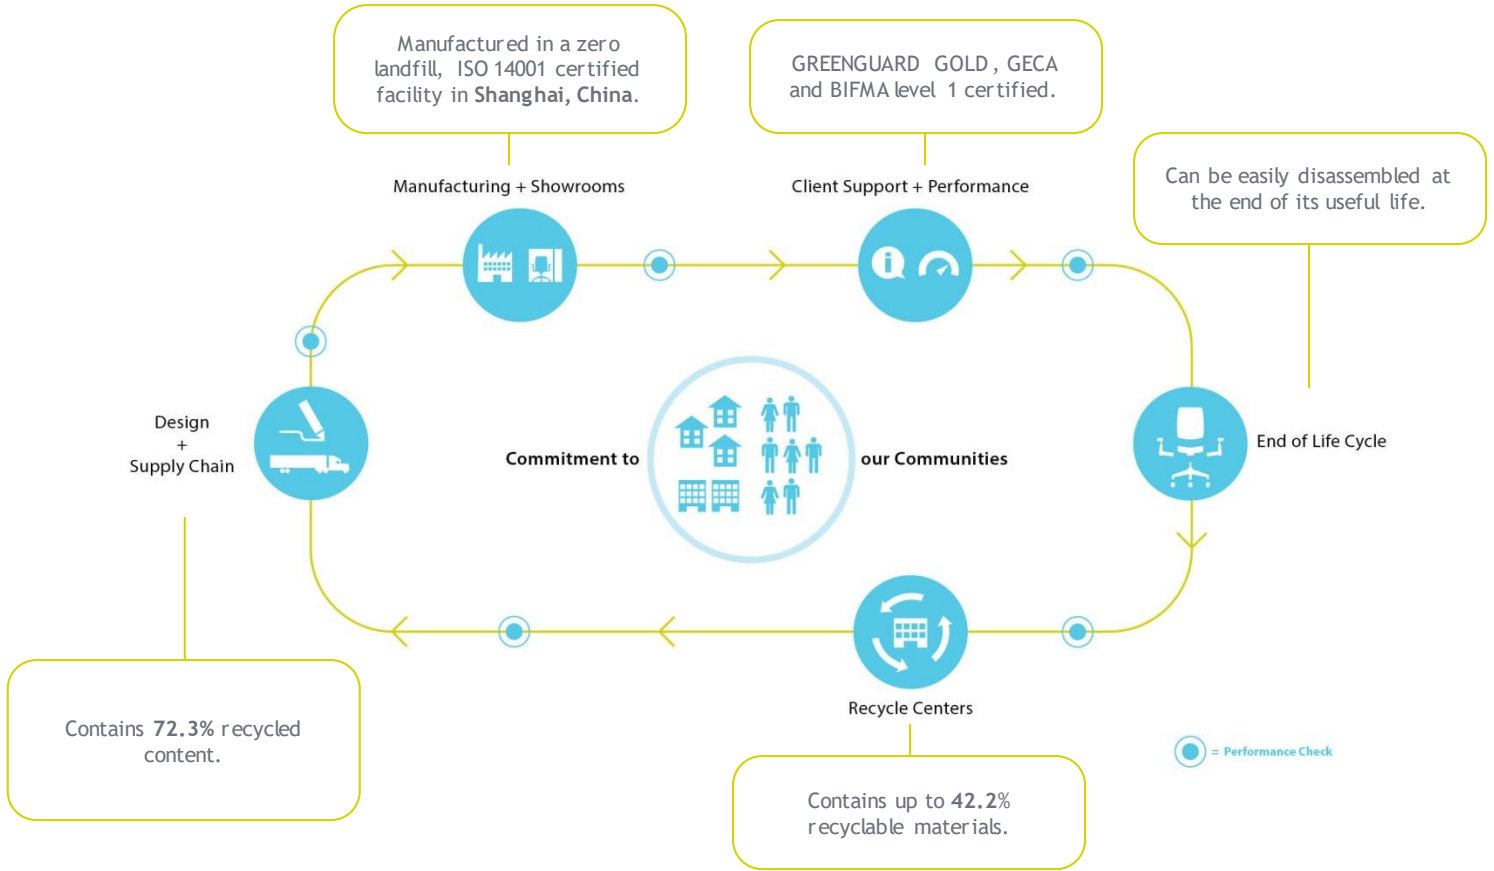 Manufactured in a zero
landfill, ISO 14001 certified
facility in Shanghai, China.
GREENGUARD GOLD, GECA
and BIFMA level 1 certified.
Can be easily disassembled at
the end of its useful life.
Manufacturing + Showrooms
Client Support + Performance
Design
+
Supply Chain
Commitment to
our Communities
End of Life Cycle
Recycle Centers
Contains 72.3% recycled
content.
= Performance Check
Contains up to 42.2%
recyclable materials.